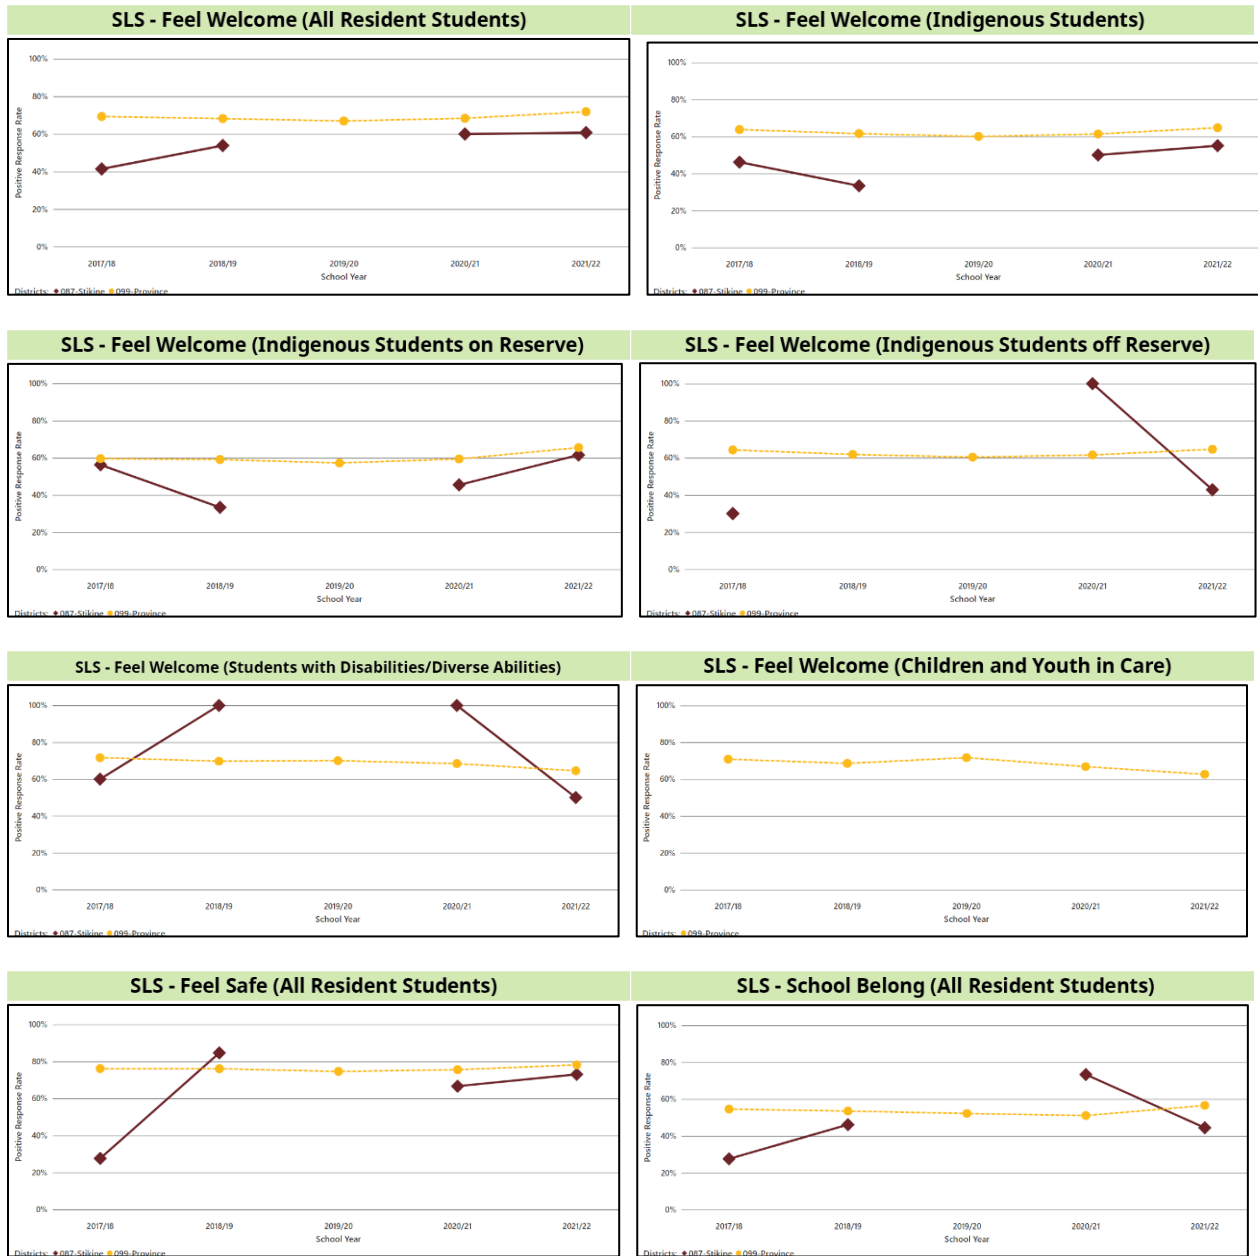 SLS - Feel Welcome (All Resident Students)
100%
80%
60%
40%
20%
0%
Positive Response Rate
2017/18 2018/19 2019/20 2020/21 2021/22
School Year
Districts: 087-Stikine 099-Province
SLS - Feel Welcome (Indigenous Students)
100%
80%
60%
40%
20%
0%
Positive Response Rate
2017/18 2018/19 2019/20 2020/21 2021/22
School Year
Districts: 087-Stikine 099-Province
SLS - Feel Welcome (Indigenous Students on Reserve)
100%
80%
60%
40%
20%
0%
Positive Response Rate
2017/18 2018/19 2019/20 2020/21 2021/22
School Year
Districts: 087-Stikine 099-Province
SLS - Feel Welcome (Indigenous Students off Reserve)
100%
80%
60%
40%
20%
0%
Positive Response Rate
2017/18 2018/19 2019/20 2020/21 2021/22
School Year
Districts: 087-Stikine 099-Province
SLS - Feel Welcome (Students with Disabilities/Diverse Abilities)
100%
80%
60%
40%
20%
0%
Positive Response Rate
2017/18 2018/19 2019/20 2020/21 2021/22
School Year
Districts: 087-Stikine 099-Province
SLS - Feel Welcome (Children and Youth in Care)
100%
80%
60%
40%
20%
0%
Positive Response Rate
2017/18 2018/19 2019/20 2020/21 2021/22
School Year
Districts: 099-Province
SLS - Feel Safe (All Resident Students)
100%
80%
60%
40%
20%
0%
Positive Response Rate
2017/18 2018/19 2019/20 2020/21 2021/22
School Year
Districts: 087-Stikine 099-Province
SLS - School Belong (All Resident Students)
100%
80%
60%
40%
20%
0%
Positive Response Rate
2017/18 2018/19 2019/20 2020/21 2021/22
School Year
Districts: 087-Stikine 099-Province